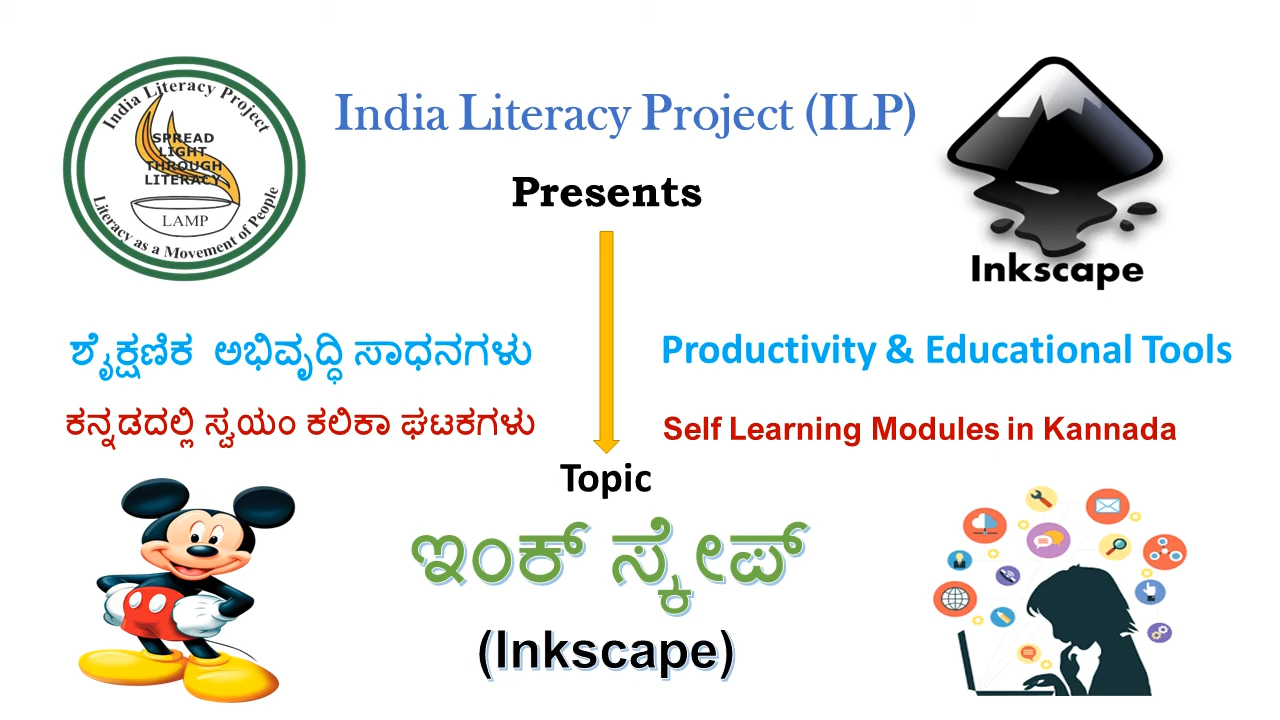 India Literacy Project
SPREAD
LIGHT
THROUGH
LITERACY
LAMP
Literacy as a Movement of People
India Literacy Project (ILP)
Presents
Inkscape
ಶೈಕ್ಷಣಿಕ ಅಭಿವೃದ್ಧಿ ಸಾಧನಗಳು
Productivity & Educational Tools
ಕನ್ನಡದಲ್ಲಿ ಸ್ವಯಂ ಕಲಿಕಾ ಘಟಕಗಳು
Self Learning Modules in Kannada
Topic
ಇಂಕ್ ಸ್ಕೇಪ್
(Inkscape)